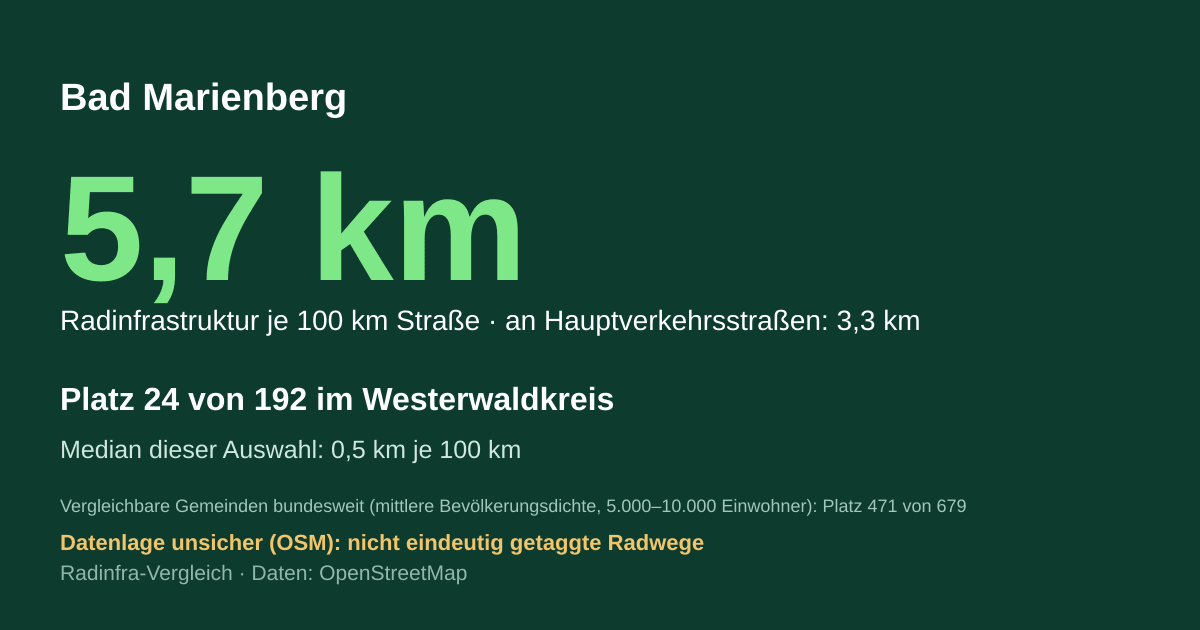 Bad Marienberg
5,7 km
Radinfrastruktur je 100 km Straße · an Hauptverkehrsstraßen: 3,3 km
Platz 24 von 192 im Westerwaldkreis
Median dieser Auswahl: 0,5 km je 100 km
Vergleichbare Gemeinden bundesweit (mittlere Bevölkerungsdichte, 5.000–10.000 Einwohner): Platz 471 von 679
Datenlage unsicher (OSM): nicht eindeutig getaggte Radwege
Radinfra-Vergleich · Daten: OpenStreetMap